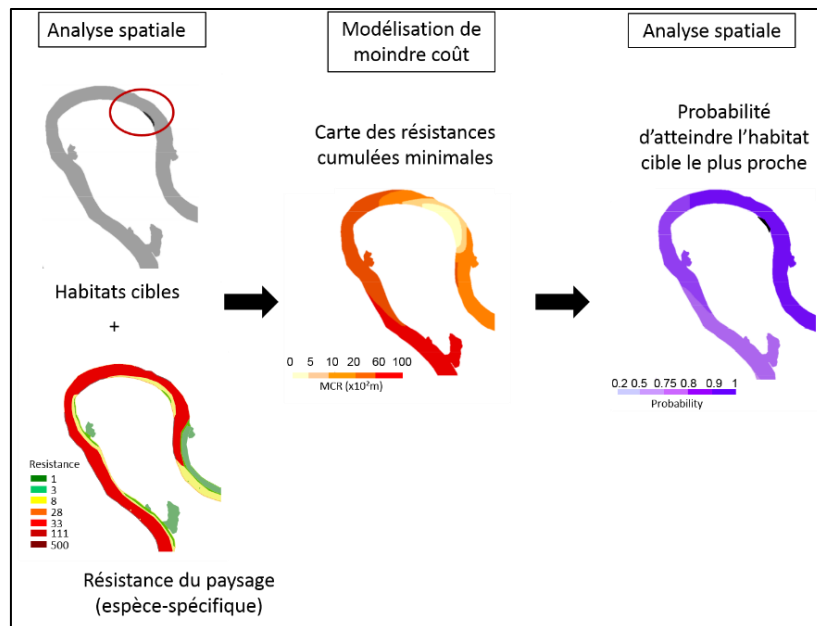 Analyse spatiale
Modélisation de
moindre coût
Analyse spatiale
Habitats cibles
+
Resistance
1
3
8
28
33
111
500
Résistance du paysage
(espèce-spécifique)
Carte des résistances
cumulées minimales
0 5 10 20 60 100
MCR (x10²m)
Probabilité
d'atteindre l'habitat
cible le plus proche
0.2 0.5 0.75 0.8 0.9 1
Probability